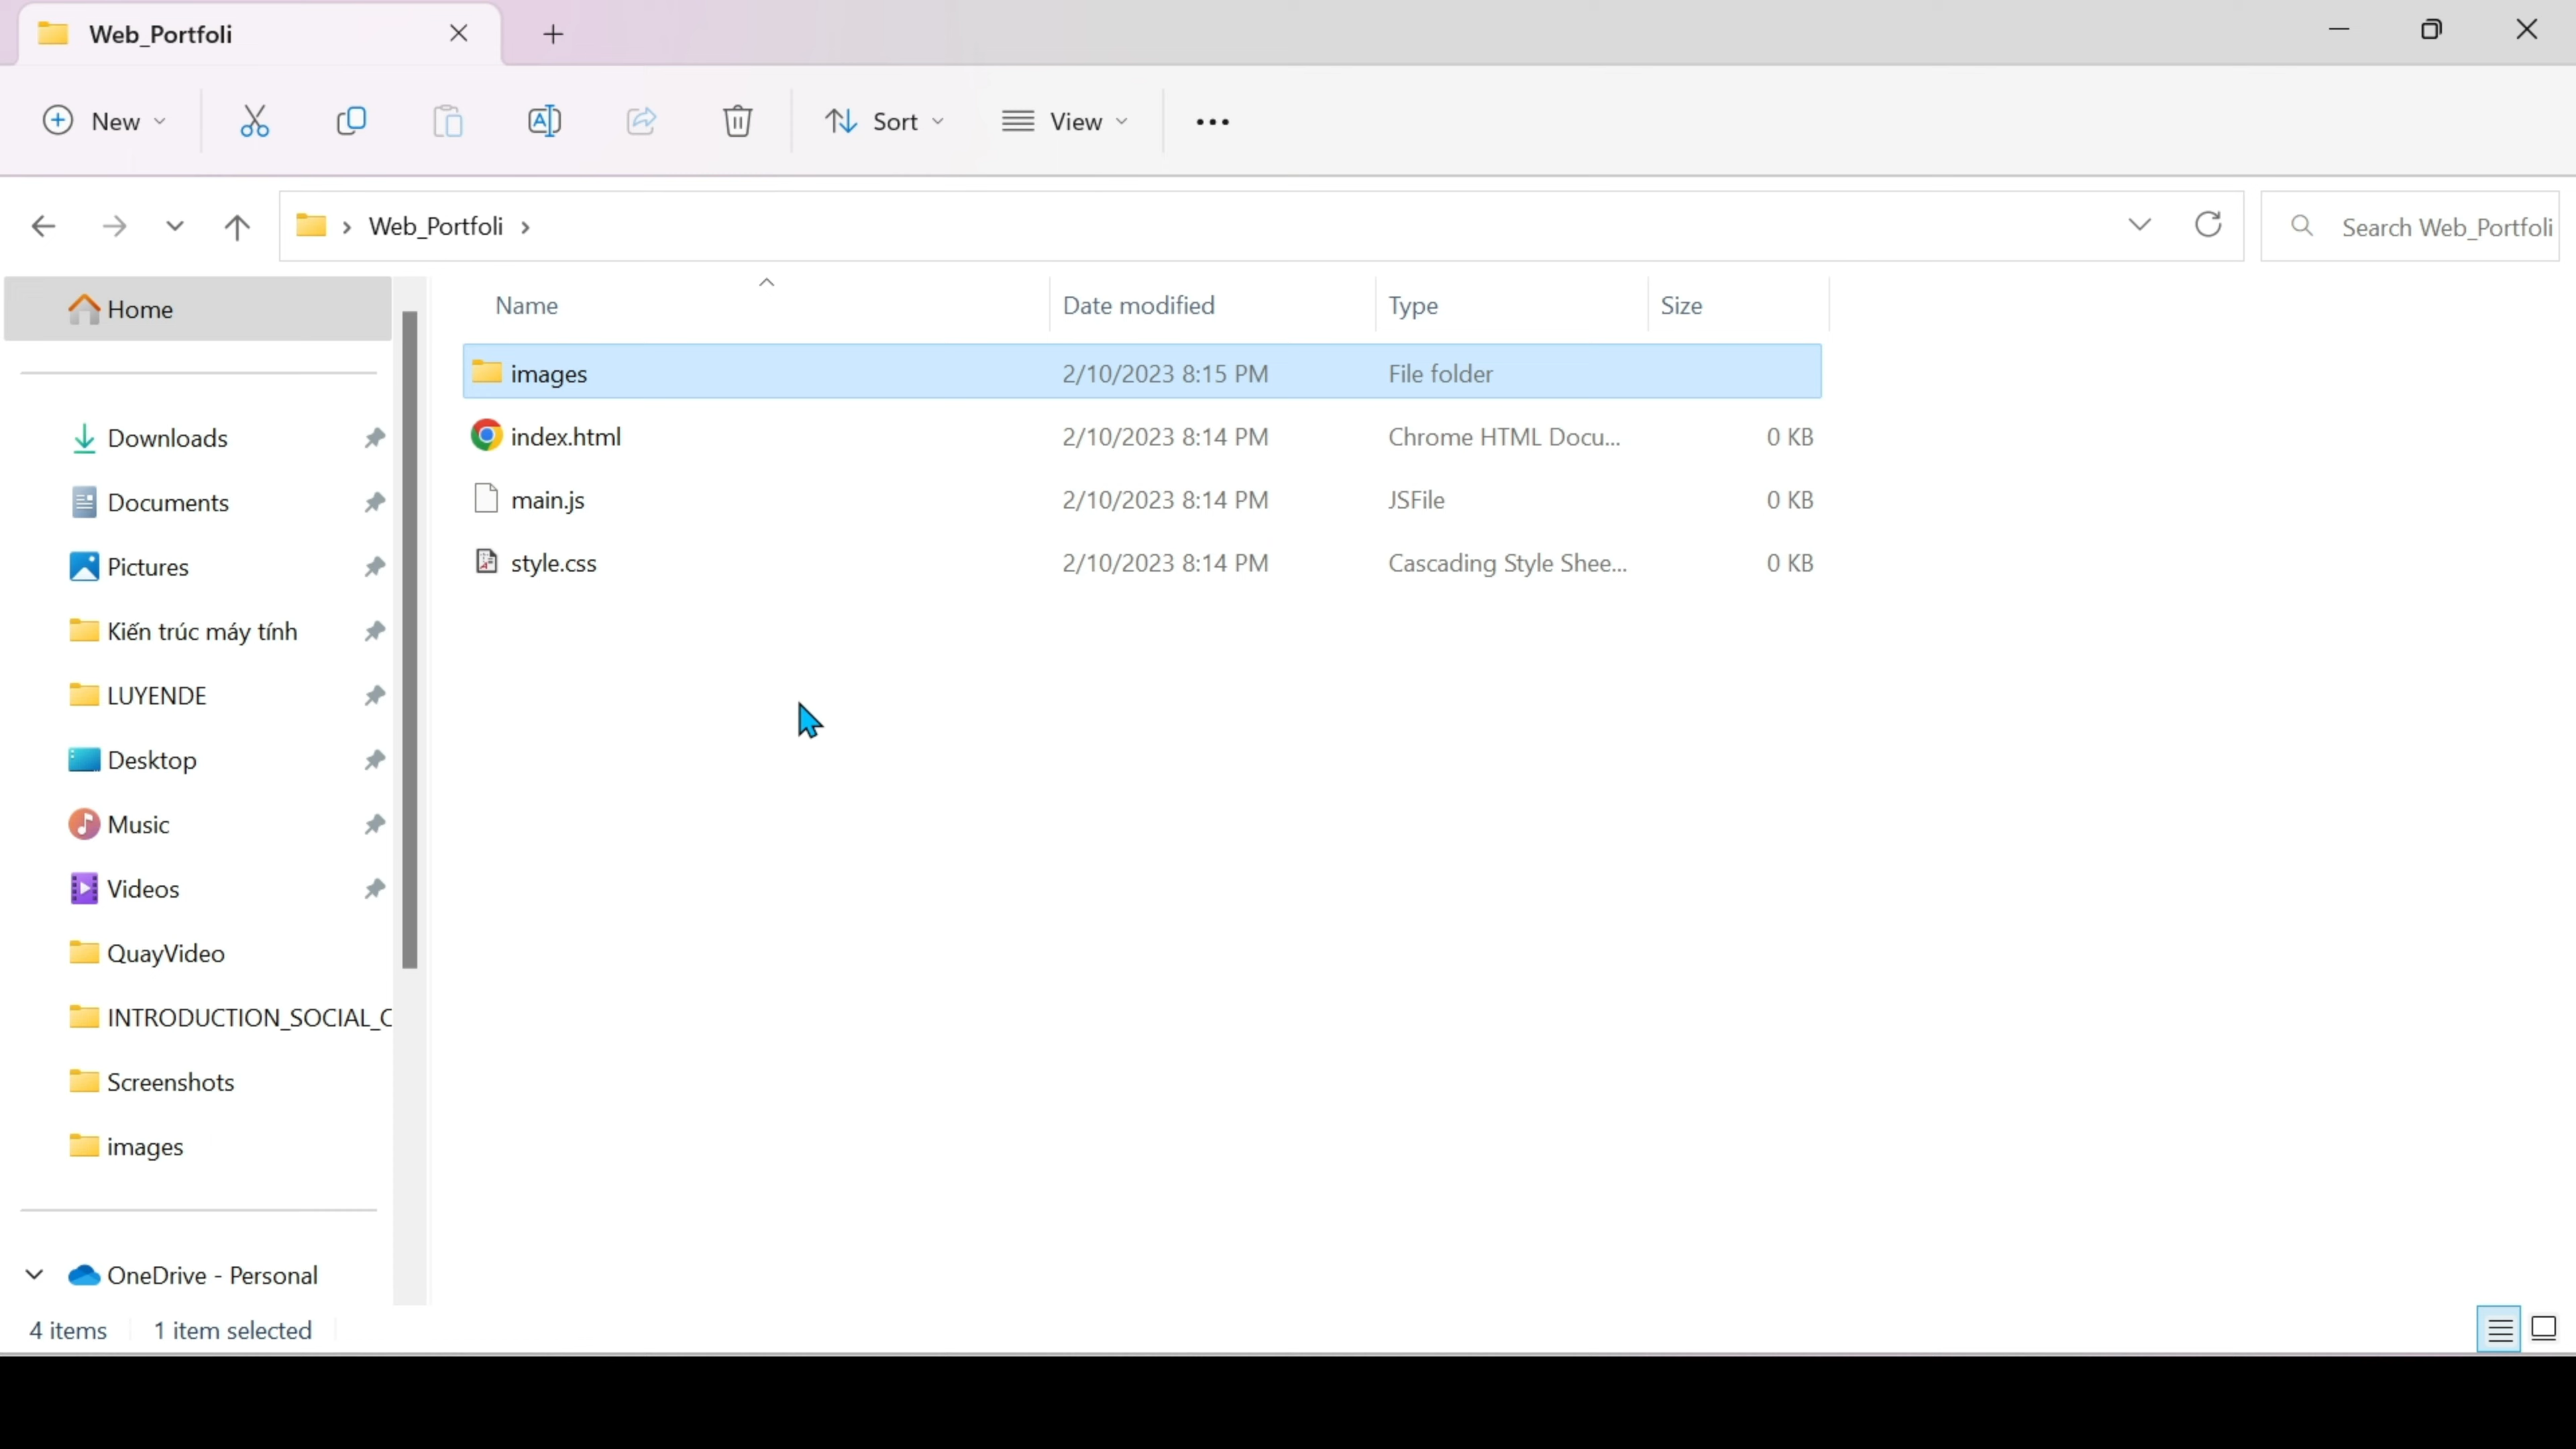 Web_Portfoli
New
Sort
View
Web_Portfoli
Search Web_Portfoli
Name
Date modified
Type
Size
images 2/10/2023 8:15 PM File folder
index.html 2/10/2023 8:14 PM Chrome HTML Docu... 0 KB
main.js 2/10/2023 8:14 PM JSFile 0 KB
style.css 2/10/2023 8:14 PM Cascading Style Shee... 0 KB
Home
Downloads
Documents
Pictures
Kiến trúc máy tính
LUYENDE
Desktop
Music
Videos
QuayVideo
INTRODUCTION_SOCIAL_C
Screenshots
images
OneDrive - Personal
4 items
1 item selected